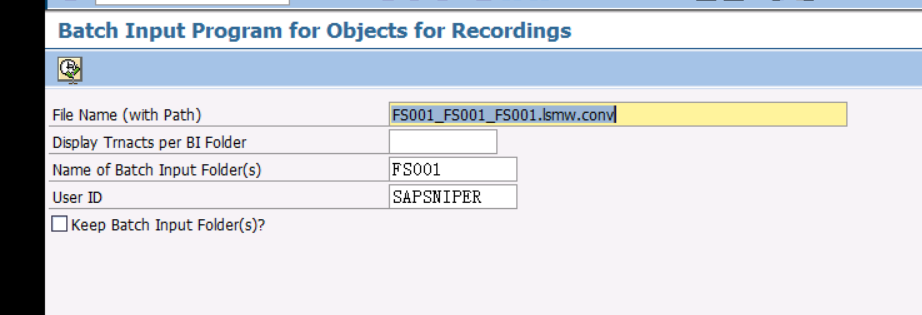 Batch Input Program for Objects for Recordings
File Name (with Path) FS001_FS001_FS001.lsmw.conv
Display Trnacts per BI Folder
Name of Batch Input Folder(s) FS001
User ID SAPSNIPER
Keep Batch Input Folder(s)?